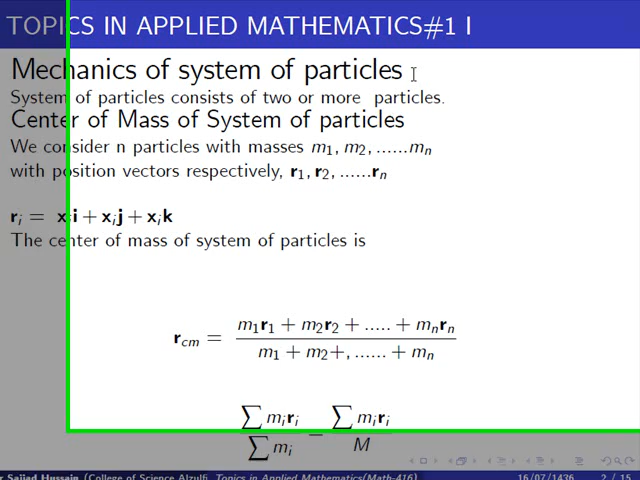 TOPICS IN APPLIED MATHEMATICS#1 I
Mechanics of system of particles
System of particles consists of two or more particles.
Center of Mass of System of particles
We consider n particles with masses m₁, m₂, ......mₙ
with position vectors respectively, r₁, r₂, ......rₙ
rᵢ = xᵢi + xᵢj + xᵢk
The center of mass of system of particles is
r_cm = (m₁r₁ + m₂r₂ + ..... + mₙrₙ) / (m₁ + m₂+, ...... + mₙ)
∑ mᵢrᵢ / ∑ mᵢ = ∑ mᵢrᵢ / M
r Sajjad Hussain (College of Science Alzulfi Topics in Applied Mathematics(Math-416) 16/07/1436 2 / 15